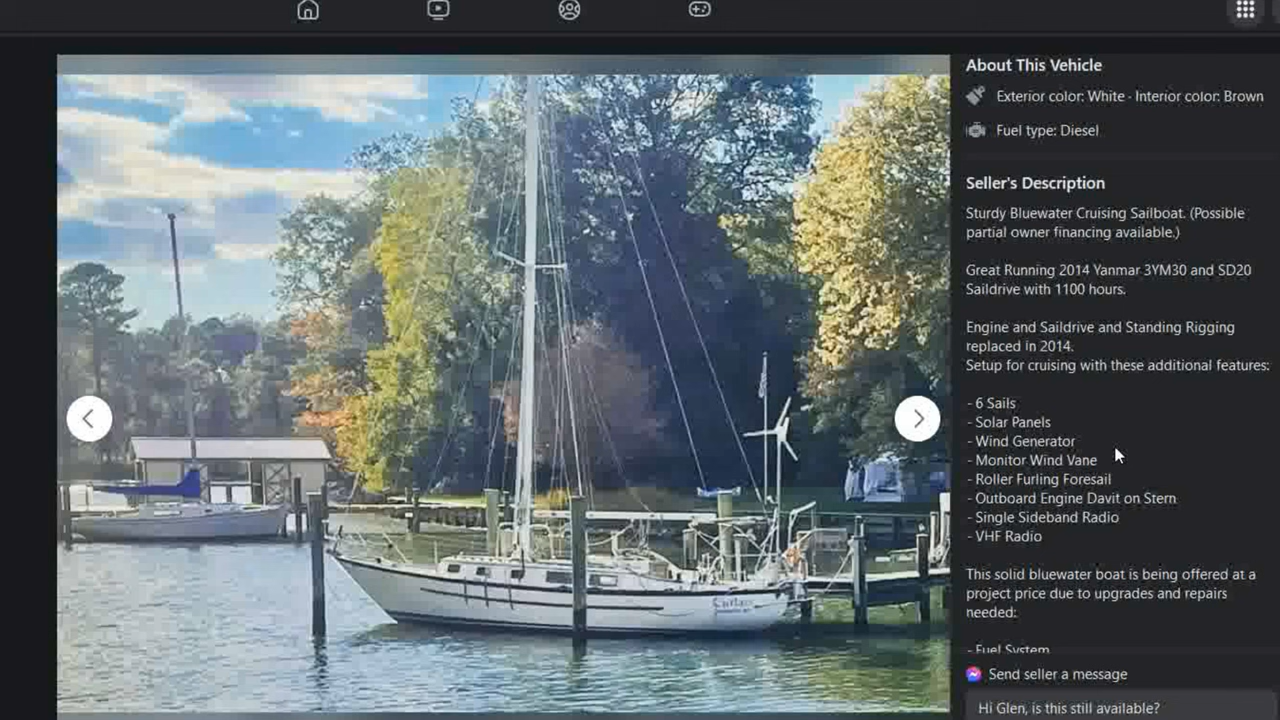 About This Vehicle
Exterior color: White · Interior color: Brown
Fuel type: Diesel
Seller's Description
Sturdy Bluewater Cruising Sailboat. (Possible
partial owner financing available.)
Great Running 2014 Yanmar 3YM30 and SD20
Saildrive with 1100 hours.
Engine and Saildrive and Standing Rigging
replaced in 2014.
Setup for cruising with these additional features:
- 6 Sails
- Solar Panels
- Wind Generator
- Monitor Wind Vane
- Roller Furling Foresail
- Outboard Engine Davit on Stern
- Single Sideband Radio
- VHF Radio
This solid bluewater boat is being offered at a
project price due to upgrades and repairs
needed:
- Fuel System
Send seller a message
Hi Glen, is this still available?